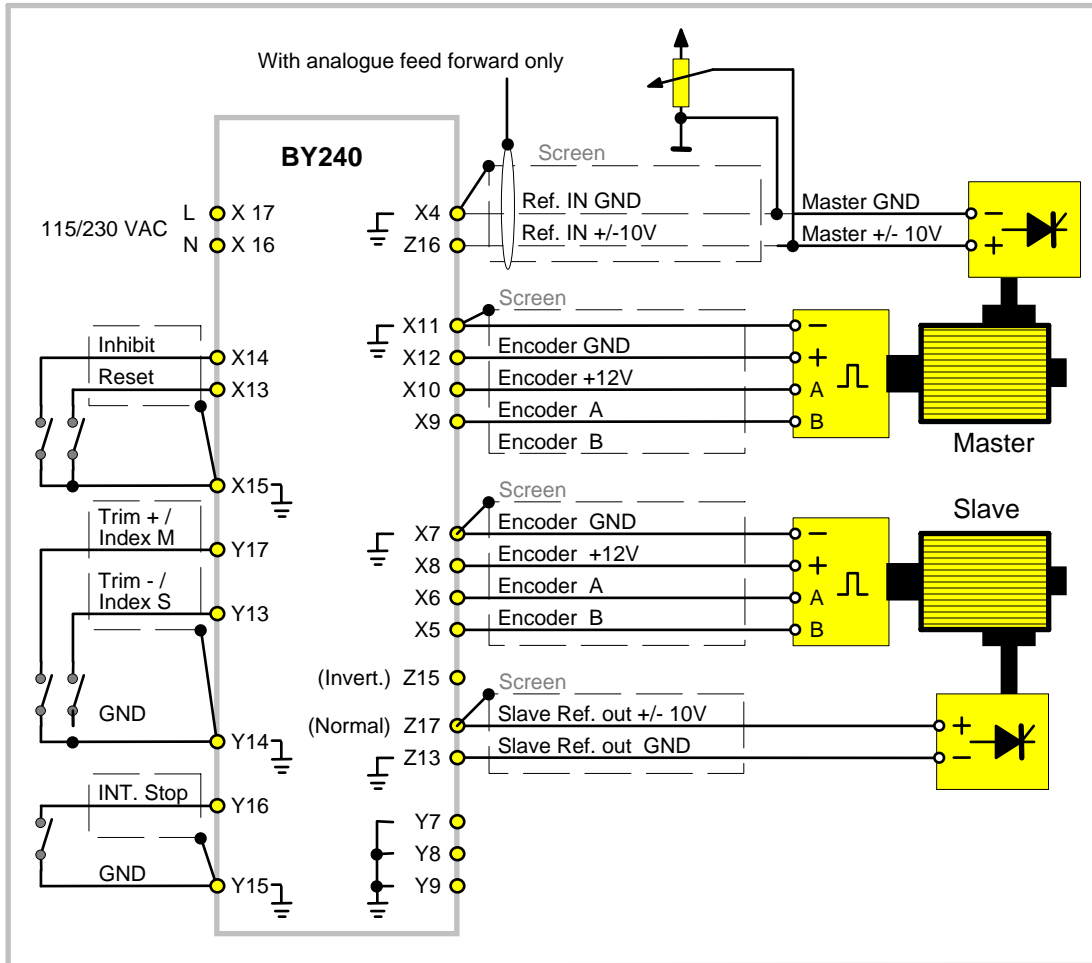 With analogue feed forward only
BY240
Screen
L X 17
115/230 VAC
N X 16
X4 Ref. IN GND Master GND −
Z16 Ref. IN +/-10V Master +/- 10V +
Screen
X11 −
Inhibit X14
X12 Encoder GND +
Reset X13
X10 Encoder +12V A
X9 Encoder A B
Encoder B
Master
X15
Screen
Slave
Trim + /
Index M Y17
X7 Encoder GND −
X8 Encoder +12V +
Trim - /
Index S Y13
X6 Encoder A A
X5 Encoder B B
(Invert.) Z15
Screen
GND
(Normal) Z17 Slave Ref. out +/- 10V +
Y14
Z13 Slave Ref. out GND −
INT. Stop Y16
Y7
Y8
GND Y15
Y9